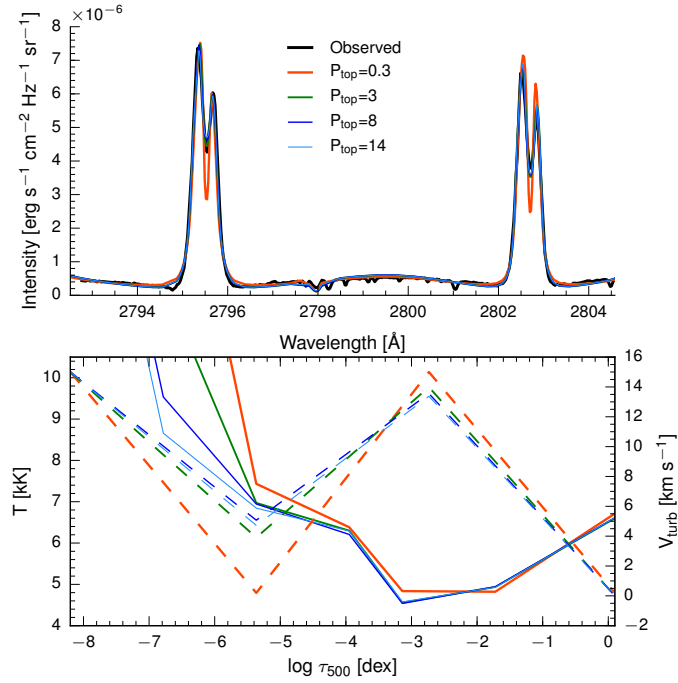 ×10⁻⁶
8
7
6
5
4
3
2
1
0
Intensity [erg s⁻¹ cm⁻² Hz⁻¹ sr⁻¹]
Observed
P_top=0.3
P_top=3
P_top=8
P_top=14
2794 2796 2798 2800 2802 2804
Wavelength [Å]
10
9
8
7
6
5
4
T [kK]
16
14
12
10
8
6
4
2
0
−2
V_turb [km s⁻¹]
−8 −7 −6 −5 −4 −3 −2 −1 0
log τ₅₀₀ [dex]